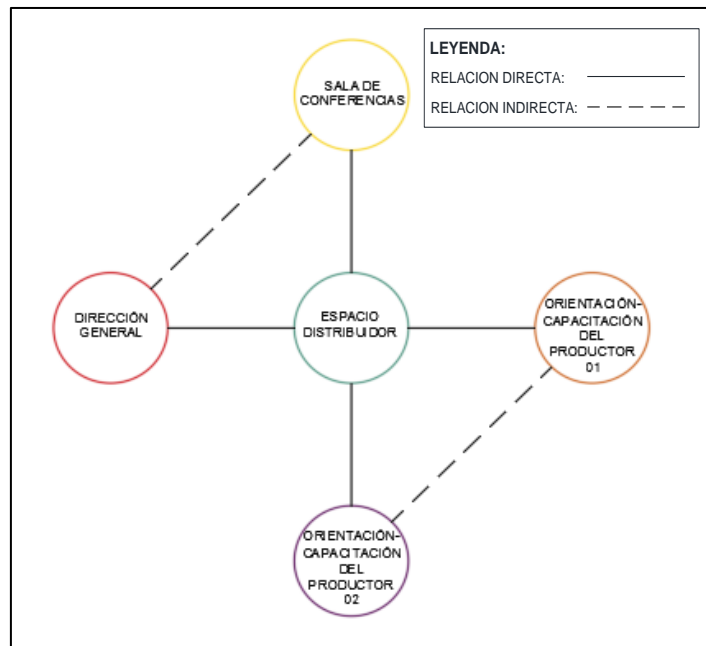 LEYENDA:
RELACION DIRECTA:
RELACION INDIRECTA:
SALA DE
CONFERENCIAS
DIRECCIÓN
GENERAL
ESPACIO
DISTRIBUIDOR
ORIENTACIÓN-
CAPACITACIÓN
DEL
PRODUCTOR
01
ORIENTACIÓN-
CAPACITACIÓN
DEL
PRODUCTOR
02